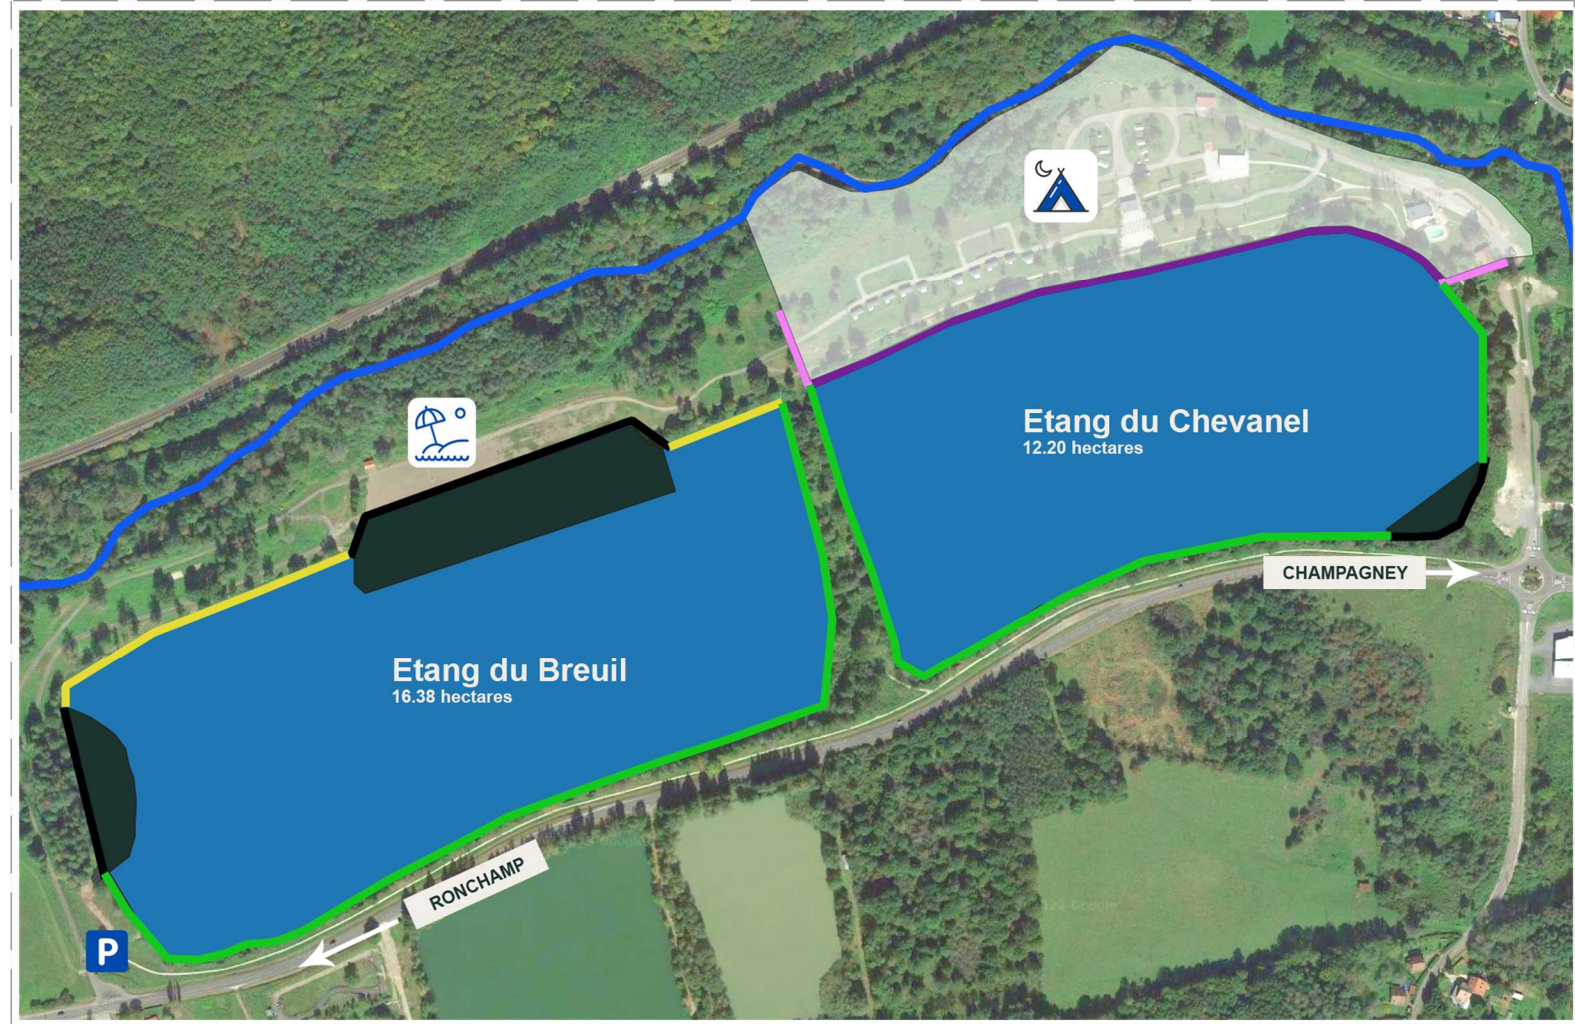 Etang du Chevanel
12.20 hectares
CHAMPAGNEY
Etang du Breuil
16.38 hectares
RONCHAMP
P